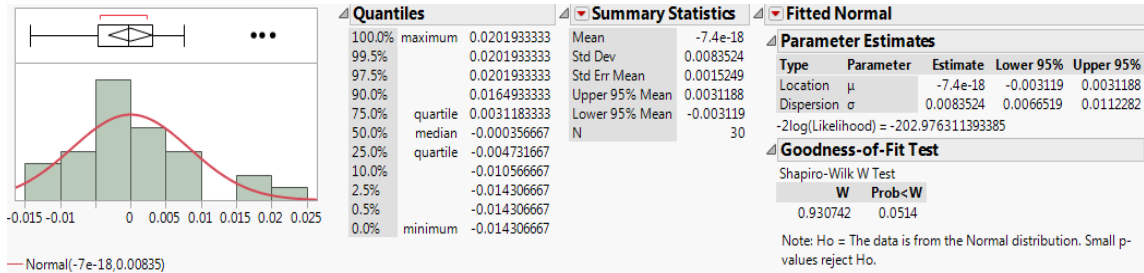 -0.015 -0.01 0 0.005 0.01 0.015 0.02 0.025
Normal(-7e-18,0.00835)
Quantiles
100.0% maximum 0.0201933333
99.5% 0.0201933333
97.5% 0.0201933333
90.0% 0.0164933333
75.0% quartile 0.0031183333
50.0% median -0.000356667
25.0% quartile -0.004731667
10.0% -0.010566667
2.5% -0.014306667
0.5% -0.014306667
0.0% minimum -0.014306667
Summary Statistics
Mean -7.4e-18
Std Dev 0.0083524
Std Err Mean 0.0015249
Upper 95% Mean 0.0031188
Lower 95% Mean -0.003119
N 30
Fitted Normal
Parameter Estimates
Type Parameter Estimate Lower 95% Upper 95%
Location μ -7.4e-18 -0.003119 0.0031188
Dispersion σ 0.0083524 0.0066519 0.0112282
-2log(Likelihood) = -202.976311393385
Goodness-of-Fit Test
Shapiro-Wilk W Test
W Prob<W
0.930742 0.0514
Note: Ho = The data is from the Normal distribution. Small p-
values reject Ho.